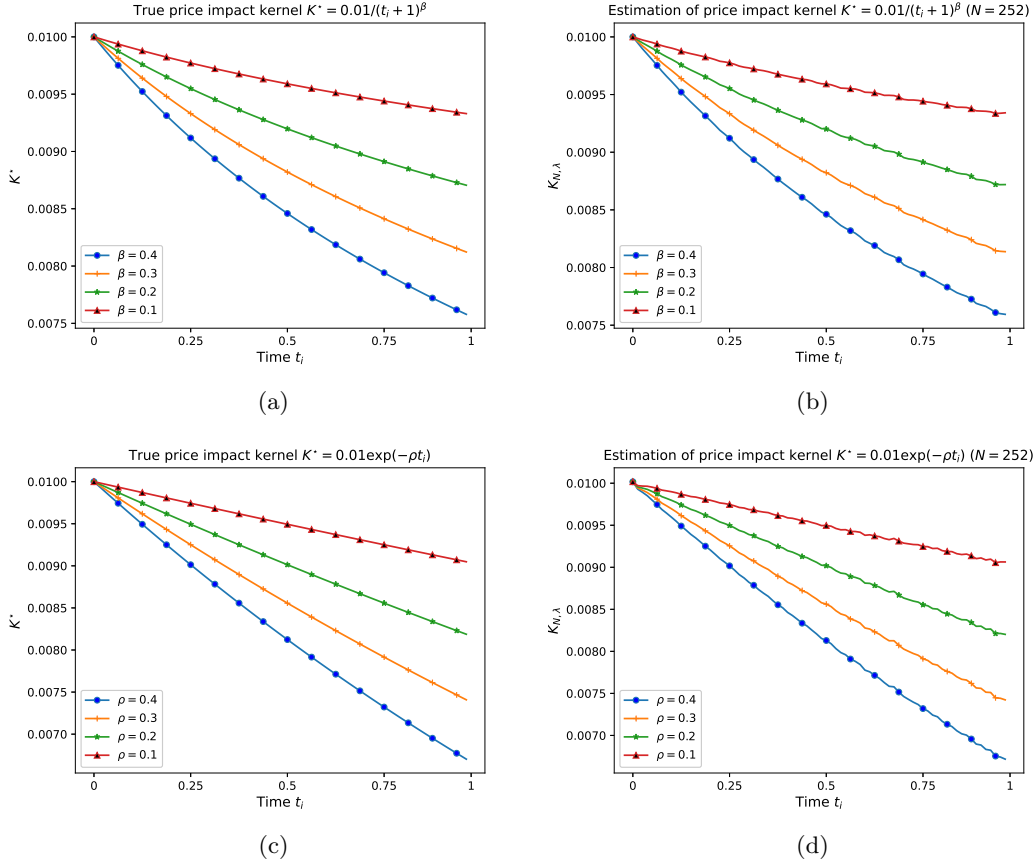 True price impact kernel K* = 0.01/(tᵢ + 1)^β
0.0100
0.0095
0.0090
0.0085
0.0080
0.0075
K*
β = 0.4
β = 0.3
β = 0.2
β = 0.1
0 0.25 0.5 0.75 1
Time tᵢ
(a)
Estimation of price impact kernel K* = 0.01/(tᵢ + 1)^β (N = 252)
0.0100
0.0095
0.0090
0.0085
0.0080
0.0075
K_{N,λ}
β = 0.4
β = 0.3
β = 0.2
β = 0.1
0 0.25 0.5 0.75 1
Time tᵢ
(b)
True price impact kernel K* = 0.01exp(−ρtᵢ)
0.0100
0.0095
0.0090
0.0085
0.0080
0.0075
0.0070
K*
ρ = 0.4
ρ = 0.3
ρ = 0.2
ρ = 0.1
0 0.25 0.5 0.75 1
Time tᵢ
(c)
Estimation of price impact kernel K* = 0.01exp(−ρtᵢ) (N = 252)
0.0100
0.0095
0.0090
0.0085
0.0080
0.0075
0.0070
K_{N,λ}
ρ = 0.4
ρ = 0.3
ρ = 0.2
ρ = 0.1
0 0.25 0.5 0.75 1
Time tᵢ
(d)